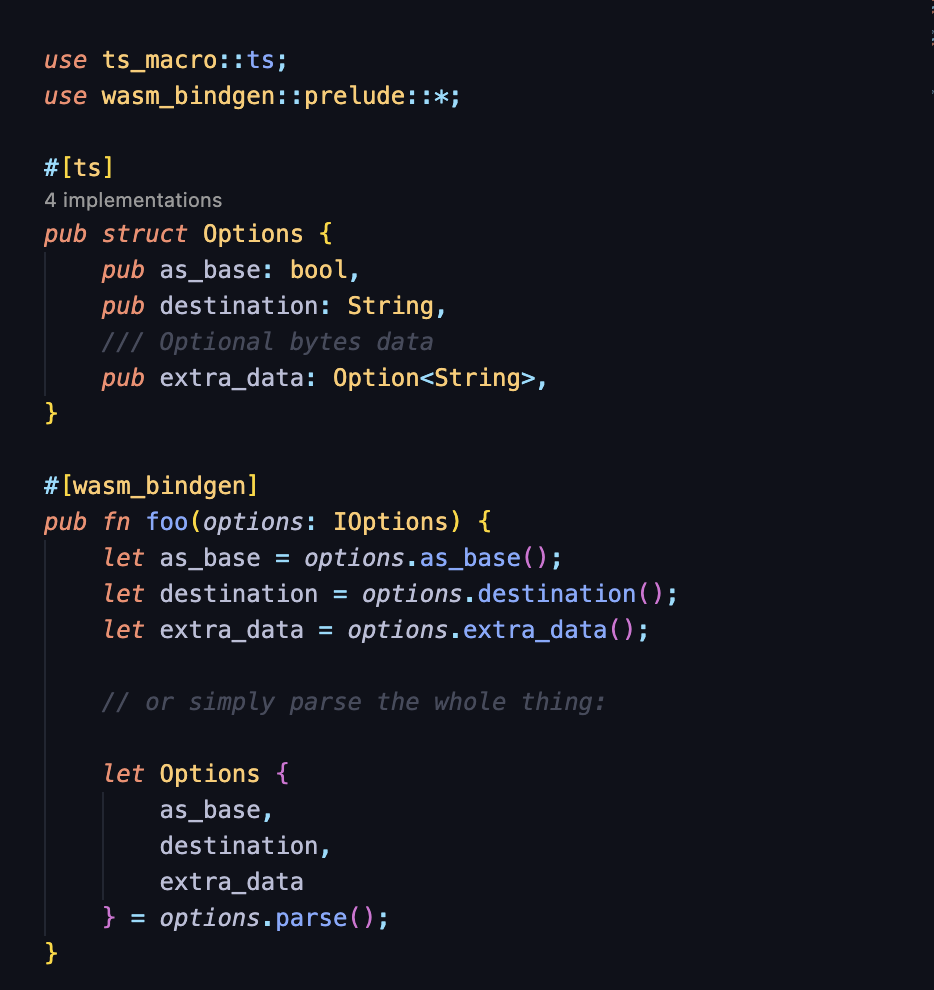 use ts_macro::ts;
use wasm_bindgen::prelude::*;
#[ts]
4 implementations
pub struct Options {
    pub as_base: bool,
    pub destination: String,
    /// Optional bytes data
    pub extra_data: Option<String>,
}
#[wasm_bindgen]
pub fn foo(options: IOptions) {
    let as_base = options.as_base();
    let destination = options.destination();
    let extra_data = options.extra_data();
    // or simply parse the whole thing:
    let Options {
        as_base,
        destination,
        extra_data
    } = options.parse();
}